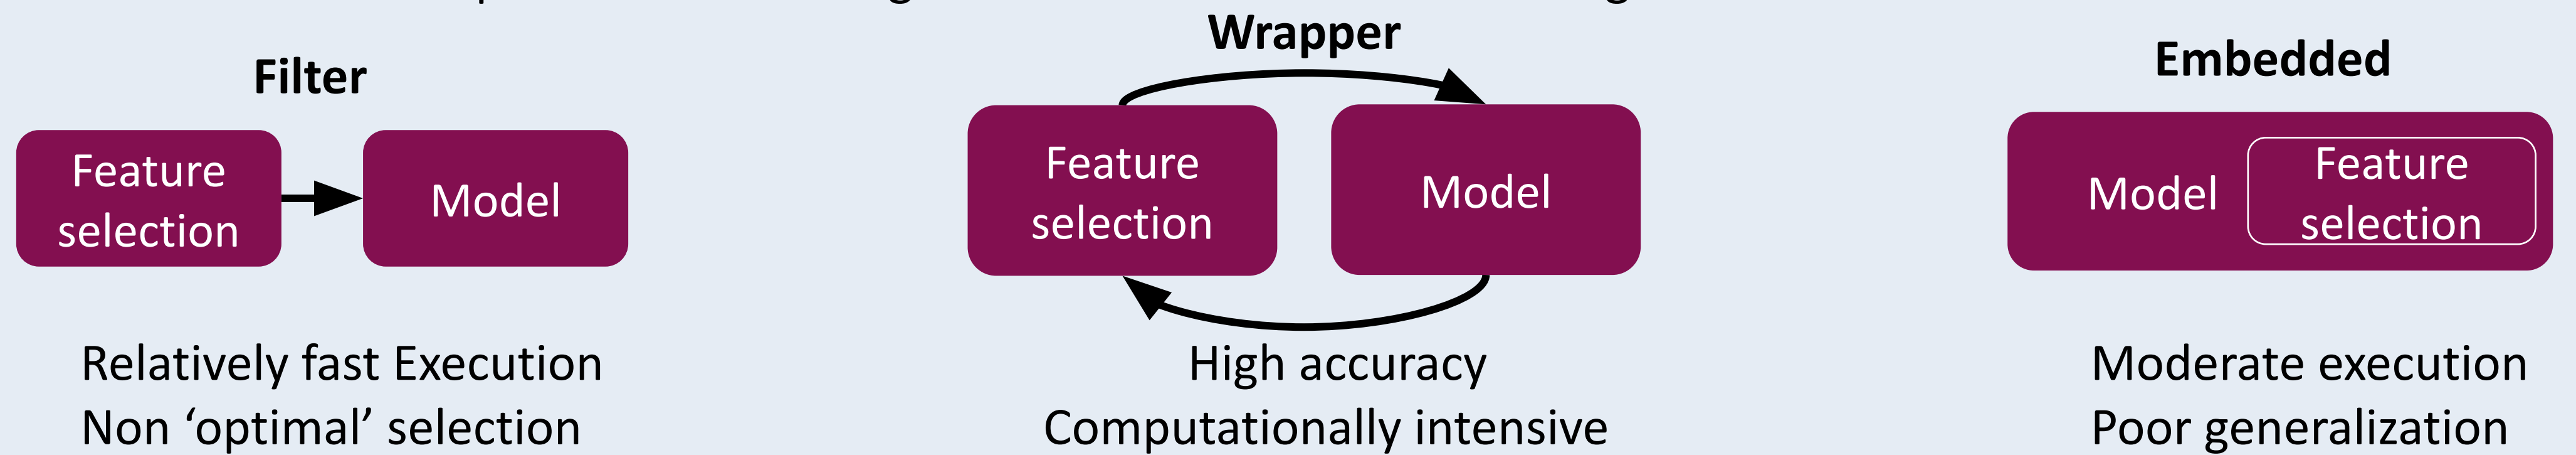 Filter
Feature
selection
Model
Relatively fast Execution
Non ‘optimal’ selection
Wrapper
Feature
selection
Model
High accuracy
Computationally intensive
Embedded
Model
Feature
selection
Moderate execution
Poor generalization